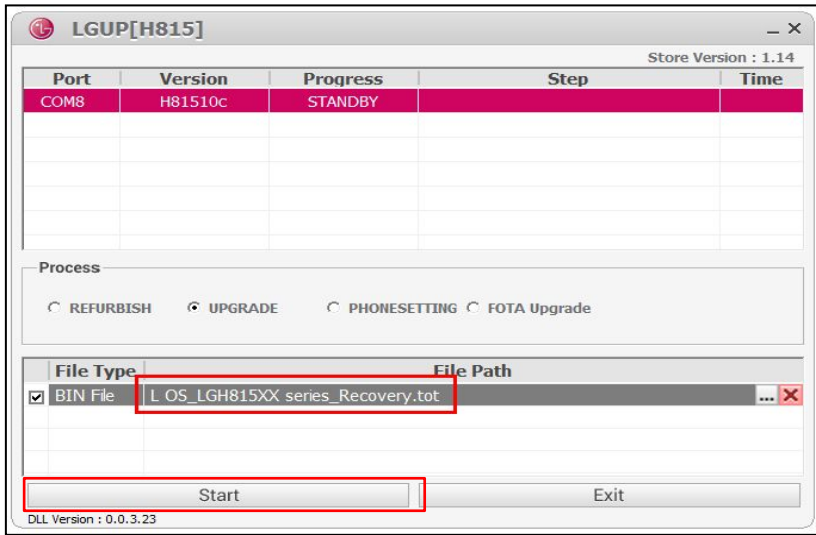 LGUP[H815]
Store Version : 1.14
Port Version Progress Step Time
COM8 H81510c STANDBY
Process
REFURBISH UPGRADE PHONESETTING FOTA Upgrade
File Type File Path
BIN File L OS_LGH815XX series_Recovery.tot ...
Start Exit
DLL Version : 0.0.3.23